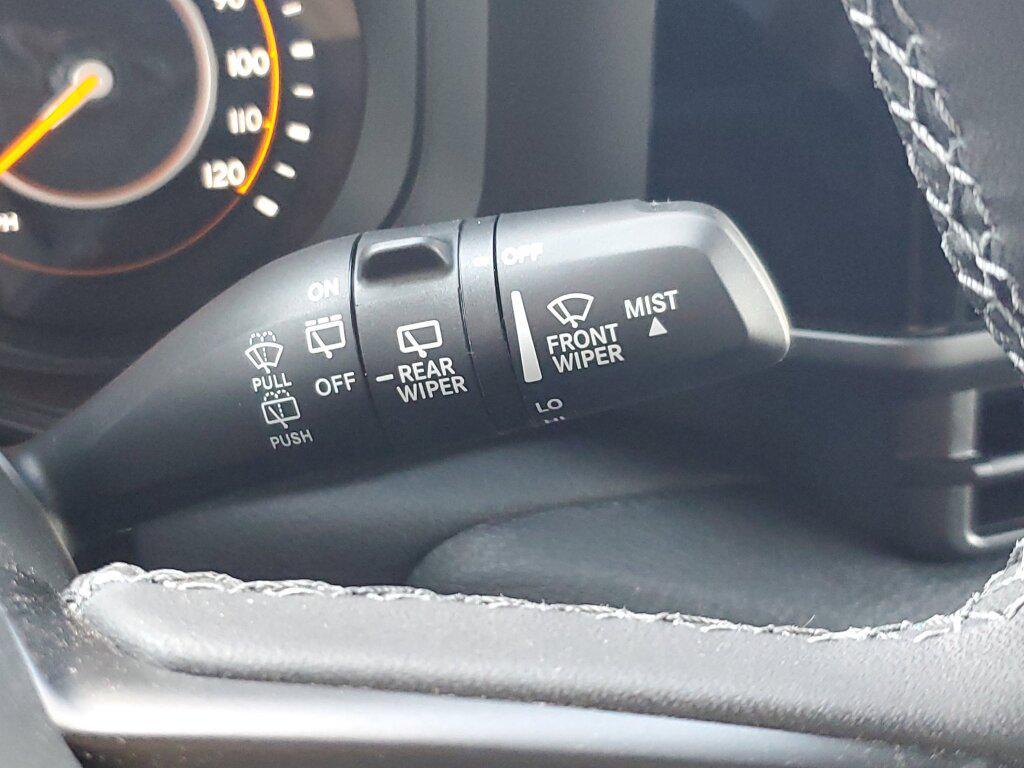 100
110
120
ON
OFF
PULL
PUSH
REAR
WIPER
OFF
FRONT
WIPER
MIST
LO